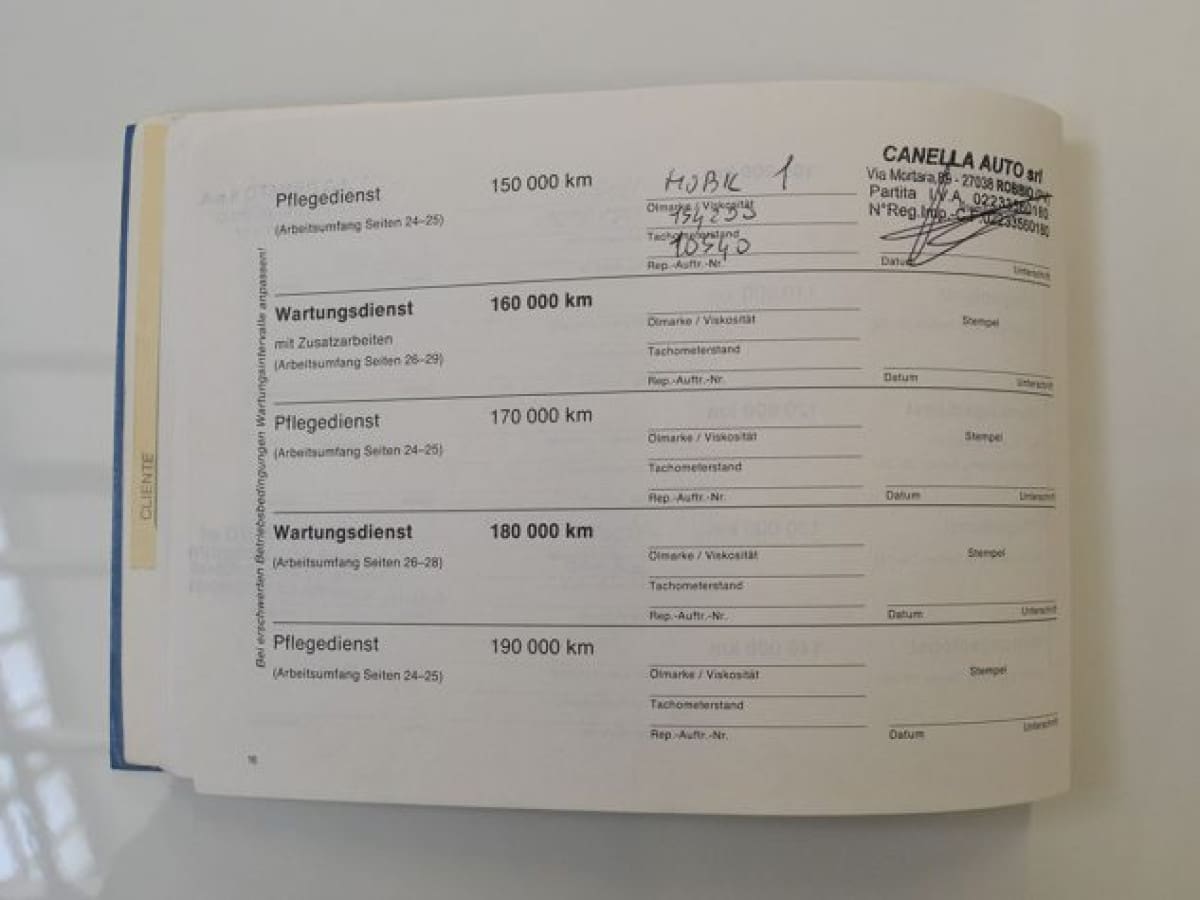 CLIENTE
Bei erschwerten Betriebsbedingungen Wartungsintervalle anpassen!
Pflegedienst
(Arbeitsumfang Seiten 24–25)
150 000 km
MOBIL 1
Ölmarke / Viskosität
Tachometerstand
Rep.-Auftr.-Nr.
CANELLA AUTO srl
Via Mortara, - 27038 ROBBIO (PV)
Partita I.V.A. 02233560180
N°Reg.Imp.-C.F.:02233560180
Datum
Unterschrift
Wartungsdienst
mit Zusatzarbeiten
(Arbeitsumfang Seiten 26–29)
160 000 km
Ölmarke / Viskosität
Tachometerstand
Rep.-Auftr.-Nr.
Stempel
Datum
Unterschrift
Pflegedienst
(Arbeitsumfang Seiten 24–25)
170 000 km
Ölmarke / Viskosität
Tachometerstand
Rep.-Auftr.-Nr.
Stempel
Datum
Unterschrift
Wartungsdienst
(Arbeitsumfang Seiten 26–28)
180 000 km
Ölmarke / Viskosität
Tachometerstand
Rep.-Auftr.-Nr.
Stempel
Datum
Unterschrift
Pflegedienst
(Arbeitsumfang Seiten 24–25)
190 000 km
Ölmarke / Viskosität
Tachometerstand
Rep.-Auftr.-Nr.
Stempel
Datum
Unterschrift
16